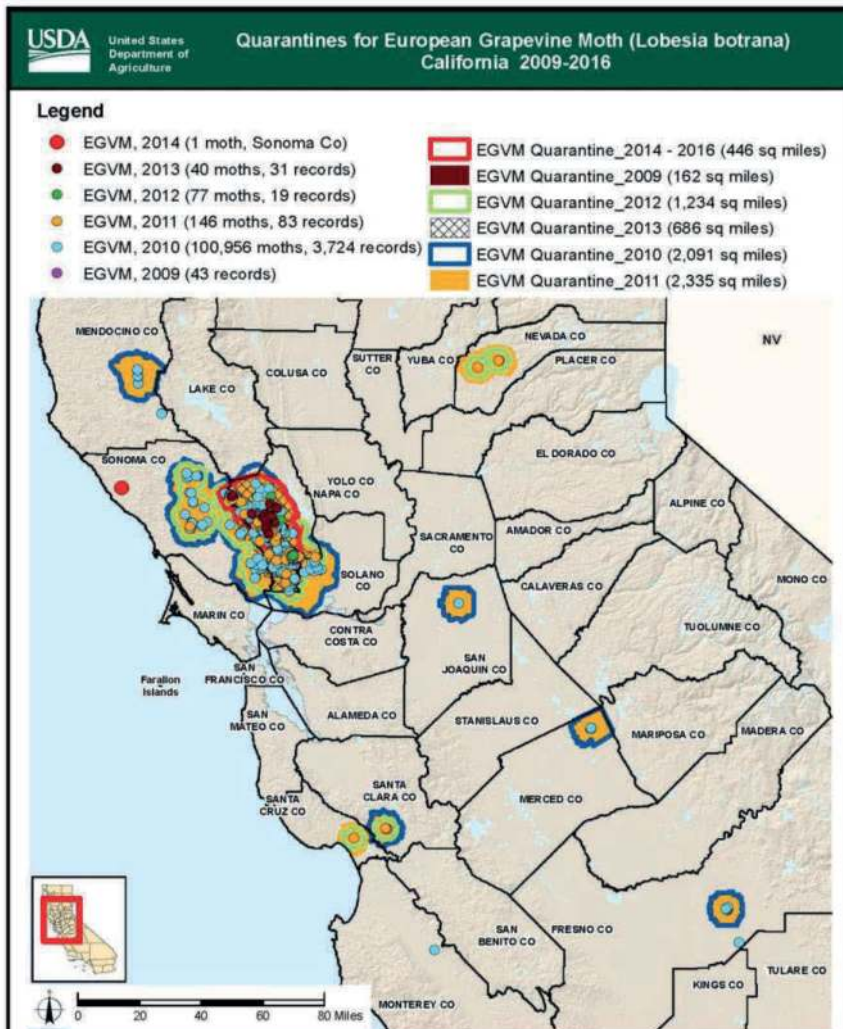 USDA
United States
Department of
Agriculture
Quarantines for European Grapevine Moth (Lobesia botrana)
California 2009-2016
Legend
EGVM, 2014 (1 moth, Sonoma Co)
EGVM, 2013 (40 moths, 31 records)
EGVM, 2012 (77 moths, 19 records)
EGVM, 2011 (146 moths, 83 records)
EGVM, 2010 (100,956 moths, 3,724 records)
EGVM, 2009 (43 records)
EGVM Quarantine_2014 - 2016 (446 sq miles)
EGVM Quarantine_2009 (162 sq miles)
EGVM Quarantine_2012 (1,234 sq miles)
EGVM Quarantine_2013 (686 sq miles)
EGVM Quarantine_2010 (2,091 sq miles)
EGVM Quarantine_2011 (2,335 sq miles)
MENDOCINO CO
LAKE CO
COLUSA CO
SUTTER
CO
YUBA CO
NEVADA CO
PLACER CO
NV
SONOMA CO
YOLO CO
NAPA CO
EL DORADO CO
ALPINE CO
SACRAMENTO
CO
AMADOR CO
SOLANO
CO
CALAVERAS CO
MONO CO
MARIN CO
CONTRA
COSTA CO
TUOLUMNE CO
SAN
JOAQUIN CO
SAN
FRANCISCO CO
Farallon
Islands
SAN
MATEO CO
ALAMEDA CO
STANISLAUS CO
MARIPOSA CO
MADERA CO
SANTA
CLARA CO
MERCED CO
SANTA
CRUZ CO
SAN
BENITO CO
FRESNO CO
TULARE CO
KINGS CO
MONTEREY CO
N
0 20 40 60 80 Miles